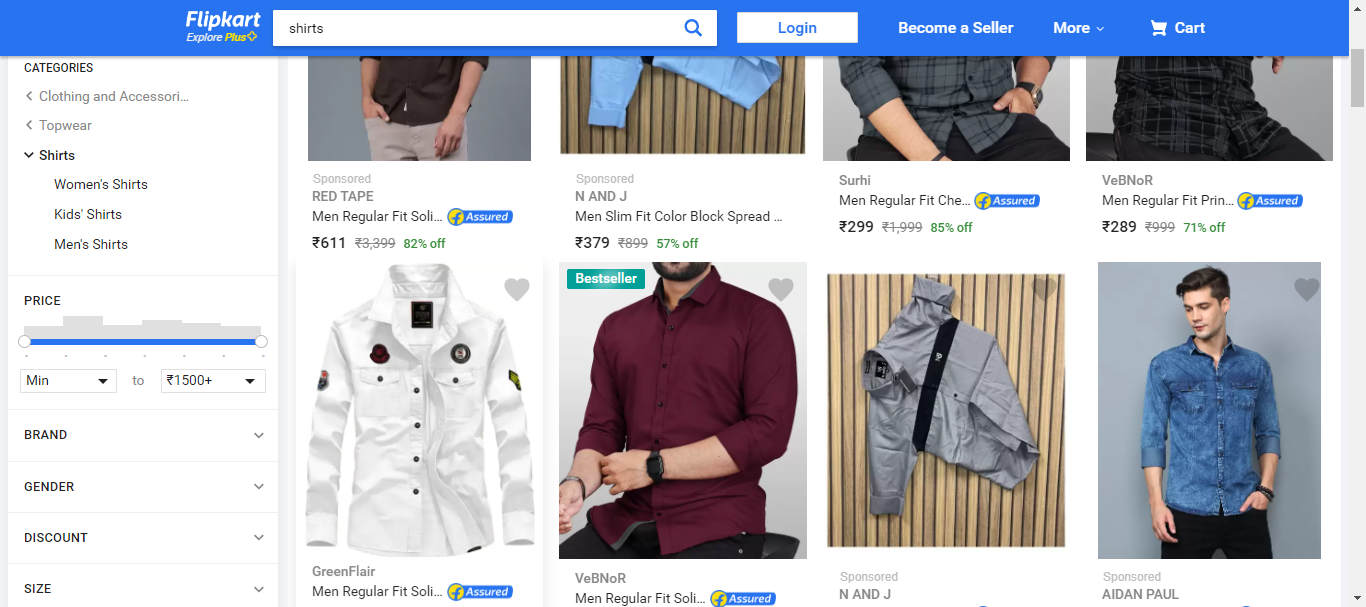 Flipkart
Explore Plus
shirts
Login
Become a Seller
More
Cart
CATEGORIES
Clothing and Accessori...
Topwear
Shirts
Women's Shirts
Kids' Shirts
Men's Shirts
PRICE
Min to ₹1500+
BRAND
GENDER
DISCOUNT
SIZE
Sponsored
RED TAPE
Men Regular Fit Soli... Assured
₹611 ₹3,399 82% off
Sponsored
N AND J
Men Slim Fit Color Block Spread ...
₹379 ₹899 57% off
Surhi
Men Regular Fit Che... Assured
₹299 ₹1,999 85% off
VeBNoR
Men Regular Fit Prin... Assured
₹289 ₹999 71% off
GreenFlair
Men Regular Fit Soli... Assured
Bestseller
VeBNoR
Men Regular Fit Soli... Assured
Sponsored
N AND J
Sponsored
AIDAN PAUL